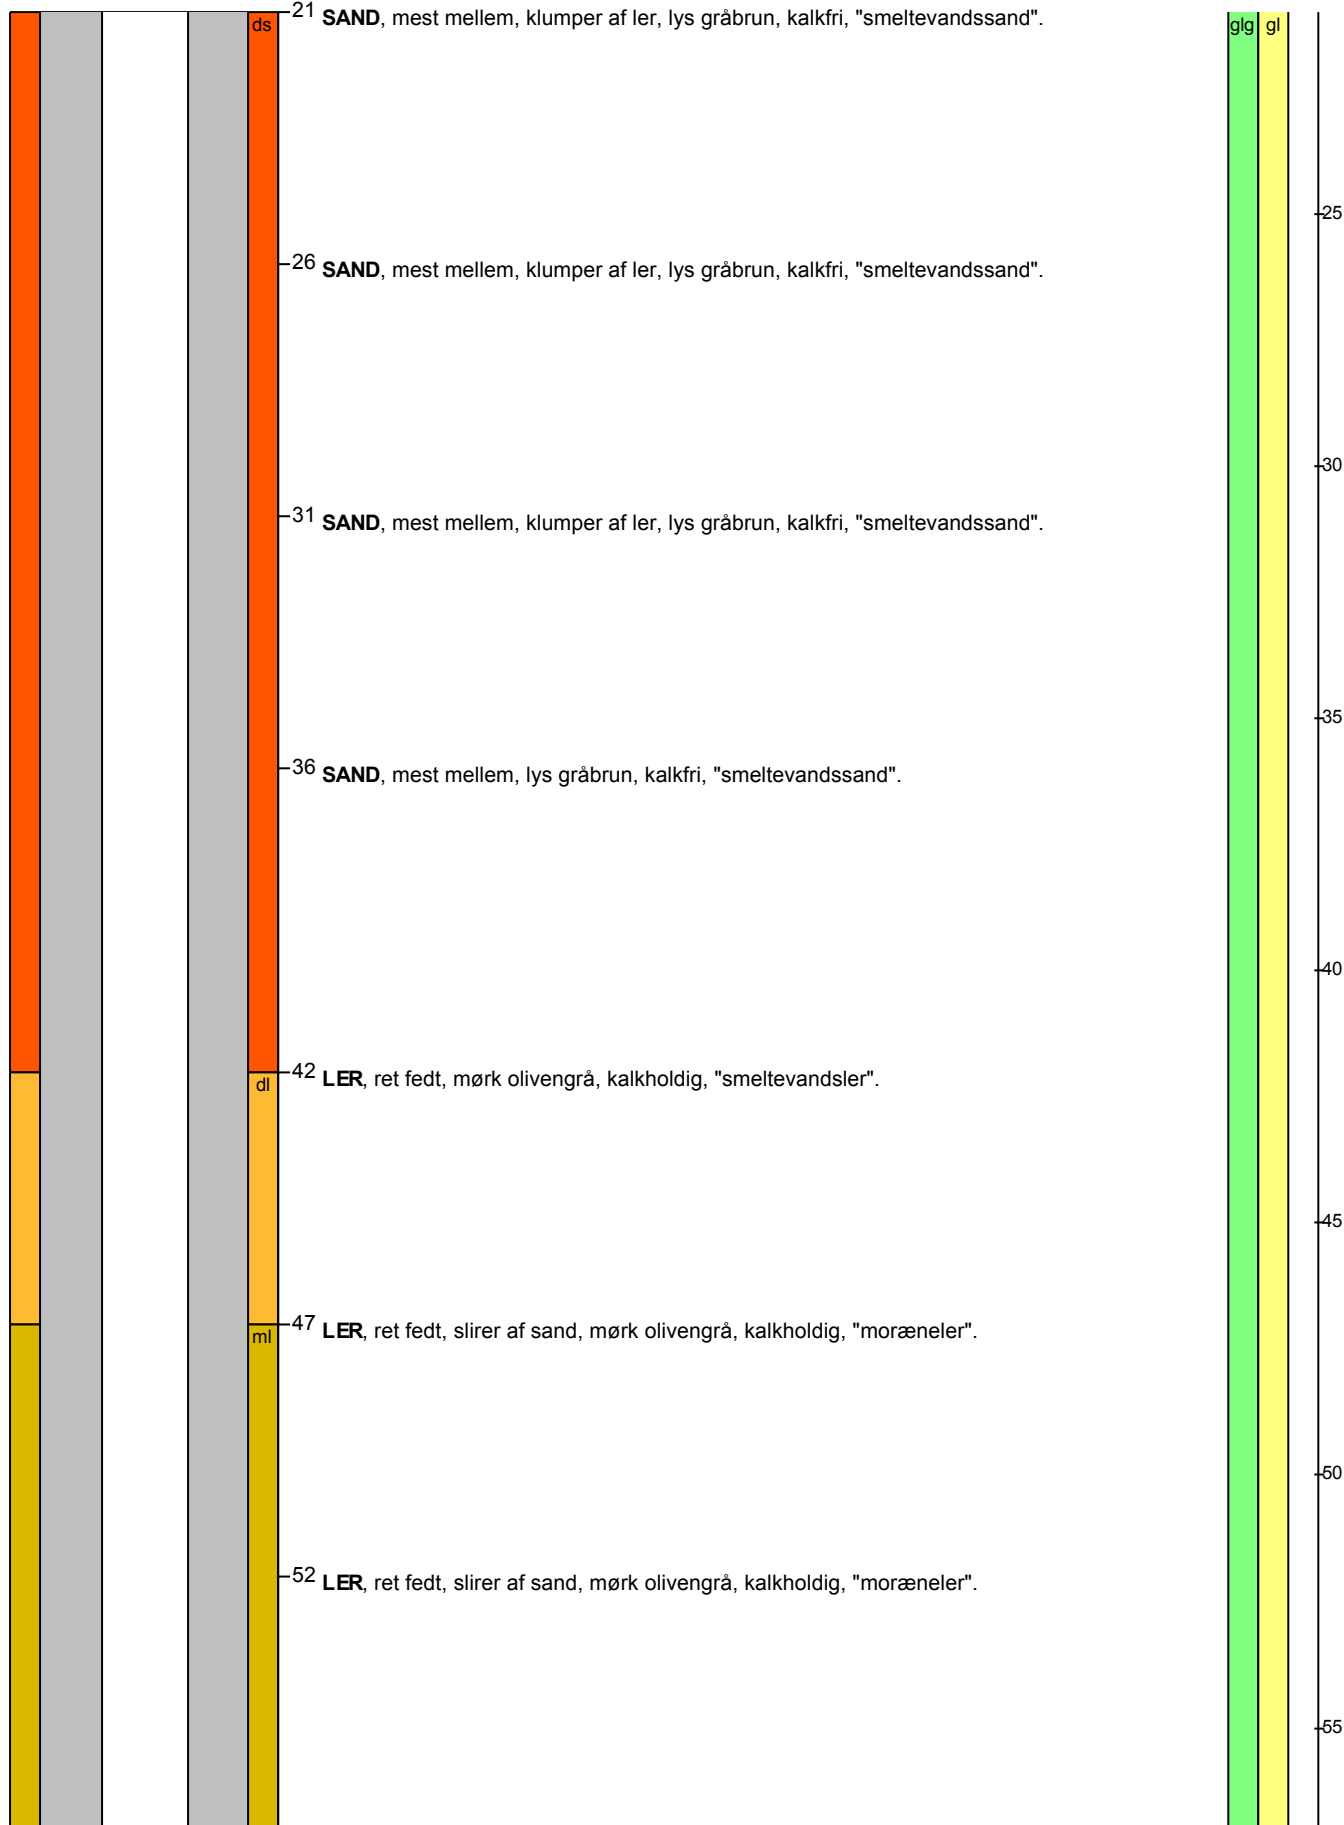 21 SAND, mest mellem, klumper af ler, lys gråbrun, kalkfri, "smeltevandssand".
ds
glg gl
25
26 SAND, mest mellem, klumper af ler, lys gråbrun, kalkfri, "smeltevandssand".
30
31 SAND, mest mellem, klumper af ler, lys gråbrun, kalkfri, "smeltevandssand".
35
36 SAND, mest mellem, lys gråbrun, kalkfri, "smeltevandssand".
40
42 LER, ret fedt, mørk olivengrå, kalkholdig, "smeltevandsler".
dl
45
47 LER, ret fedt, slirer af sand, mørk olivengrå, kalkholdig, "moræneler".
ml
50
52 LER, ret fedt, slirer af sand, mørk olivengrå, kalkholdig, "moræneler".
55